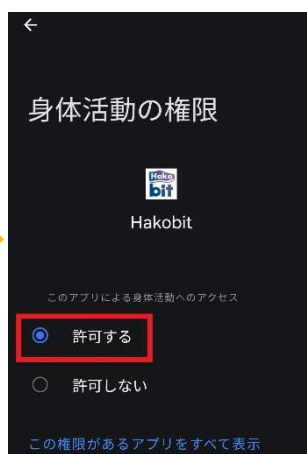 身体活動の権限
Hako
bit
Hakobit
このアプリによる身体活動へのアクセス
許可する
許可しない
この権限があるアプリをすべて表示